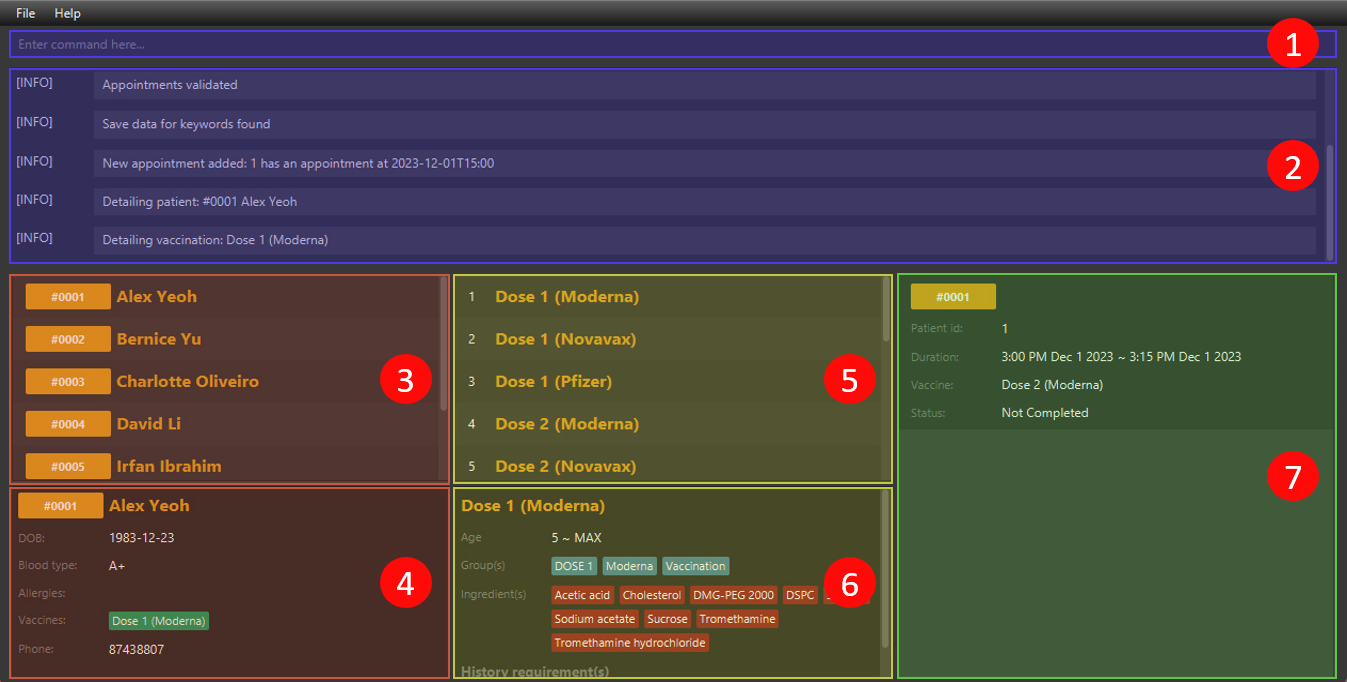 File Help
Enter command here...
1
[INFO] Appointments validated
[INFO] Save data for keywords found
[INFO] New appointment added: 1 has an appointment at 2023-12-01T15:00
2
[INFO] Detailing patient: #0001 Alex Yeoh
[INFO] Detailing vaccination: Dose 1 (Moderna)
#0001 Alex Yeoh
#0002 Bernice Yu
#0003 Charlotte Oliveiro
3
#0004 David Li
#0005 Irfan Ibrahim
#0001 Alex Yeoh
DOB: 1983-12-23
Blood type: A+
4
Allergies:
Vaccines: Dose 1 (Moderna)
Phone: 87438807
1 Dose 1 (Moderna)
2 Dose 1 (Novavax)
3 Dose 1 (Pfizer)
5
4 Dose 2 (Moderna)
5 Dose 2 (Novavax)
Dose 1 (Moderna)
Age 5 ~ MAX
Group(s) DOSE 1 Moderna Vaccination
6
Ingredient(s) Acetic acid Cholesterol DMG-PEG 2000 DSPC
Sodium acetate Sucrose Tromethamine
Tromethamine hydrochloride
History requirement(s)
#0001
Patient id: 1
Duration: 3:00 PM Dec 1 2023 ~ 3:15 PM Dec 1 2023
Vaccine: Dose 2 (Moderna)
Status: Not Completed
7